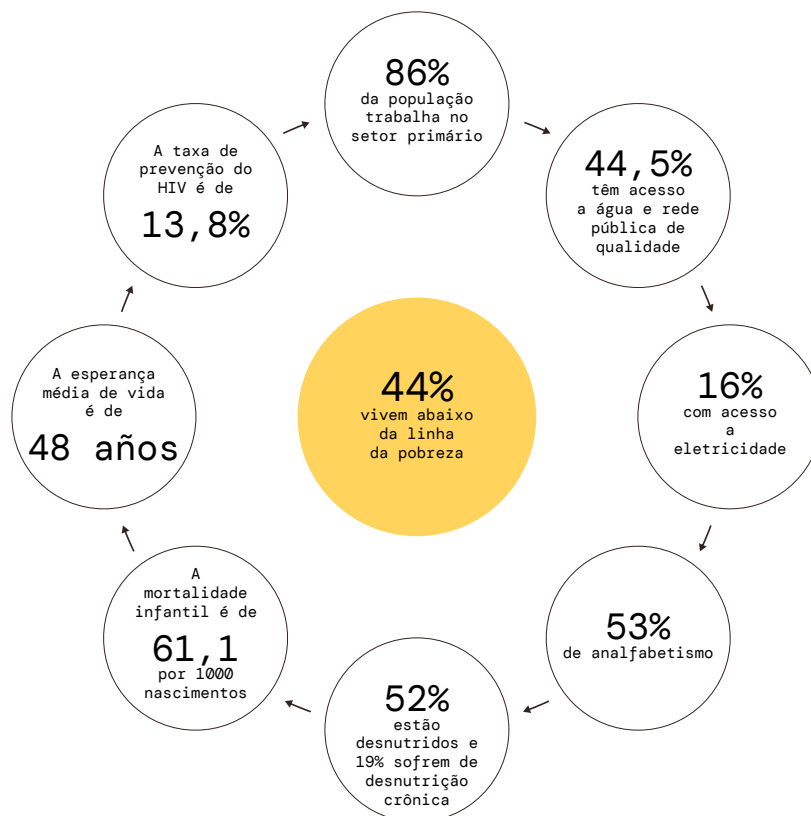 86%
da população
trabalha no
setor primário
44,5%
têm acesso
a água e rede
pública de
qualidade
16%
com acesso
a
eletricidade
53%
de analfabetismo
52%
estão
desnutridos e
19% sofrem de
desnutrição
crônica
A
mortalidade
infantil é de
61,1
por 1000
nascimentos
A esperança
média de vida
é de
48 años
A taxa de
prevenção do
HIV é de
13,8%
44%
vivem abaixo
da linha
da pobreza